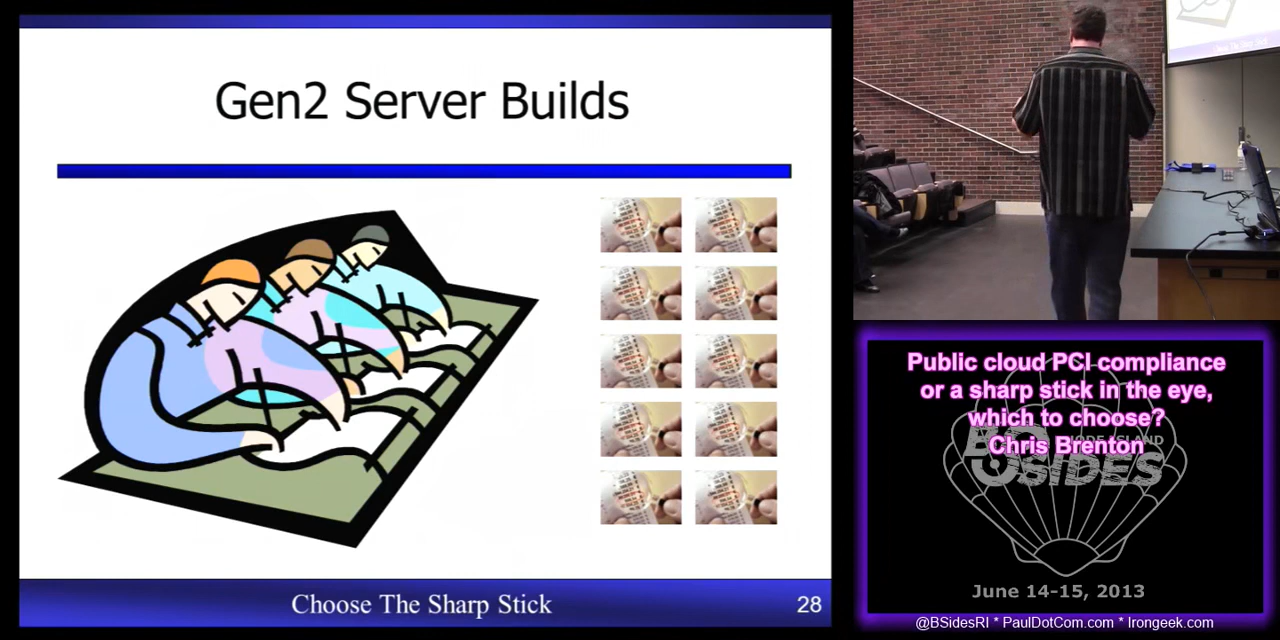 Gen2 Server Builds
Choose The Sharp Stick
28
Public cloud PCI compliance
or a sharp stick in the eye,
which to choose?
Chris Brenton
BSIDES
June 14-15, 2013
@BSidesRI * PaulDotCom.com * Irongeek.com